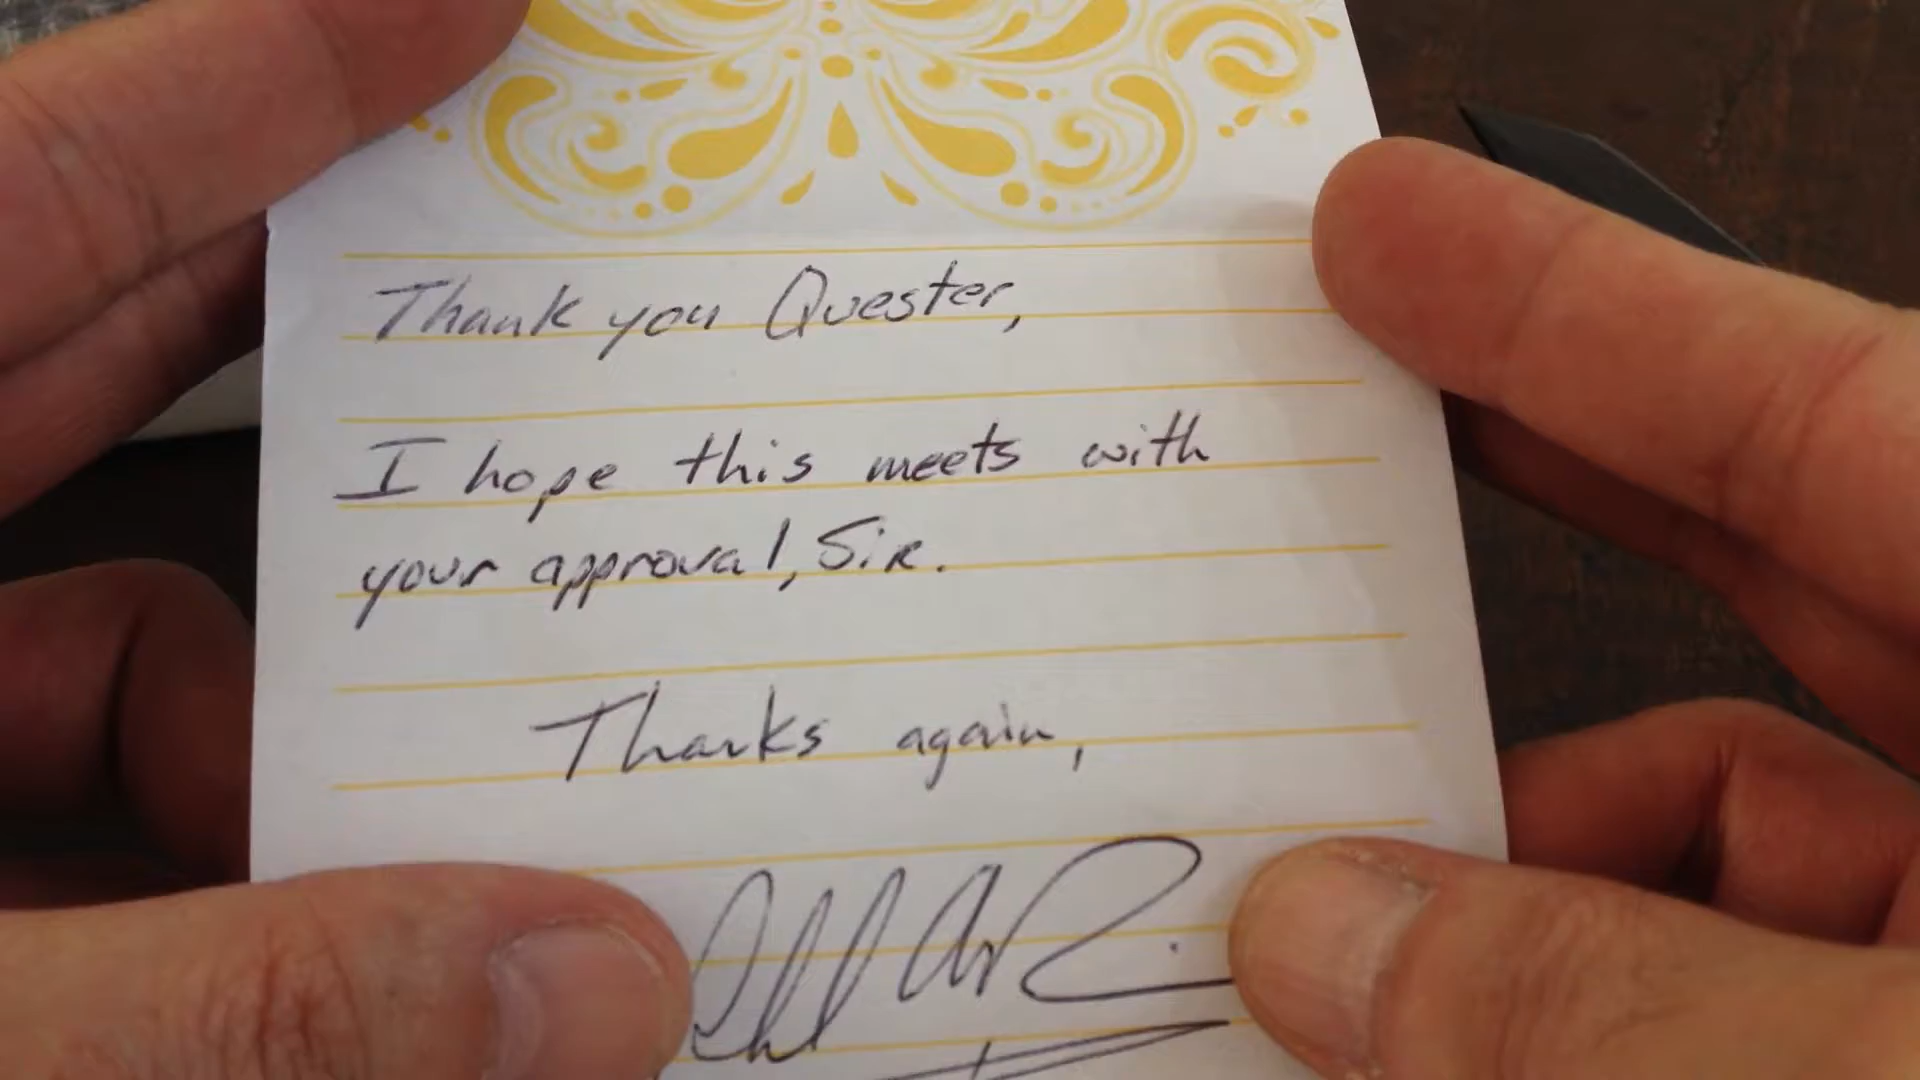 Thank you Quester,
I hope this meets with
your approval, Sir.
Thanks again,